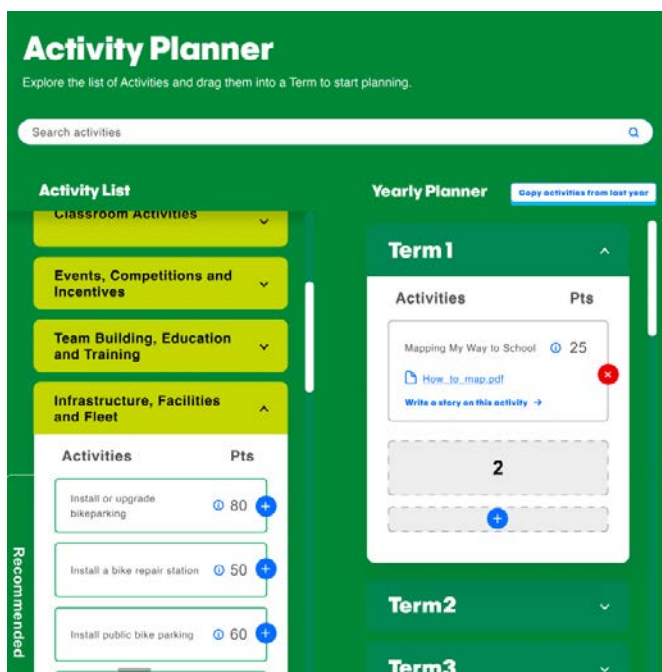 Activity Planner
Explore the list of Activities and drag them into a Term to start planning.
Search activities
Activity List
Classroom Activities
Events, Competitions and
Incentives
Team Building, Education
and Training
Infrastructure, Facilities
and Fleet
Activities Pts
Install or upgrade
bikeparking
80
Install a bike repair station 50
Install public bike parking 60
Recommended
Yearly Planner
Copy activities from last year
Term1
Activities Pts
Mapping My Way to School 25
How_to_map.pdf
Write a story on this activity →
2
Term2
Term3